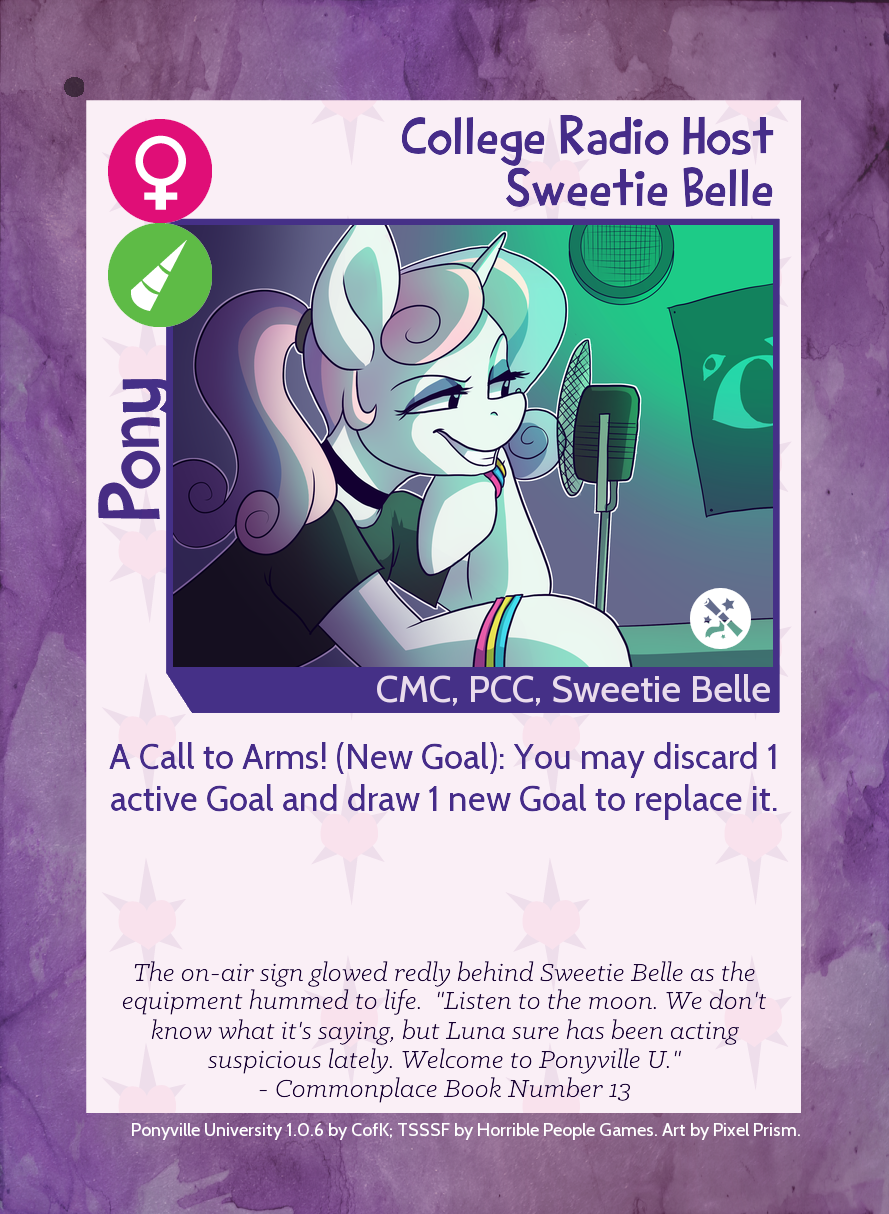 College Radio Host
Sweetie Belle
Pony
CMC, PCC, Sweetie Belle
A Call to Arms! (New Goal): You may discard 1
active Goal and draw 1 new Goal to replace it.
The on-air sign glowed redly behind Sweetie Belle as the
equipment hummed to life.  "Listen to the moon. We don't
know what it's saying, but Luna sure has been acting
suspicious lately. Welcome to Ponyville U."
- Commonplace Book Number 13
Ponyville University 1.0.6 by CofK; TSSSF by Horrible People Games. Art by Pixel Prism.